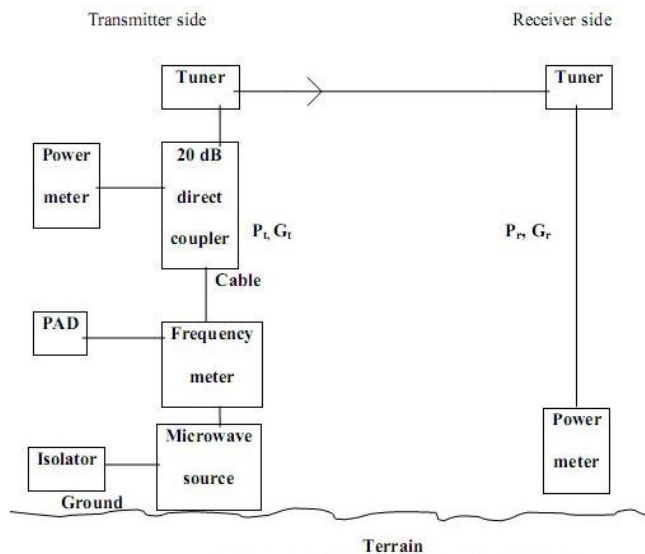 Transmitter side
Receiver side
Tuner
Tuner
Power
meter
20 dB
direct
coupler
Pt, Gt
Pr, Gr
Cable
PAD
Frequency
meter
Microwave
source
Isolator
Power
meter
Ground
Terrain